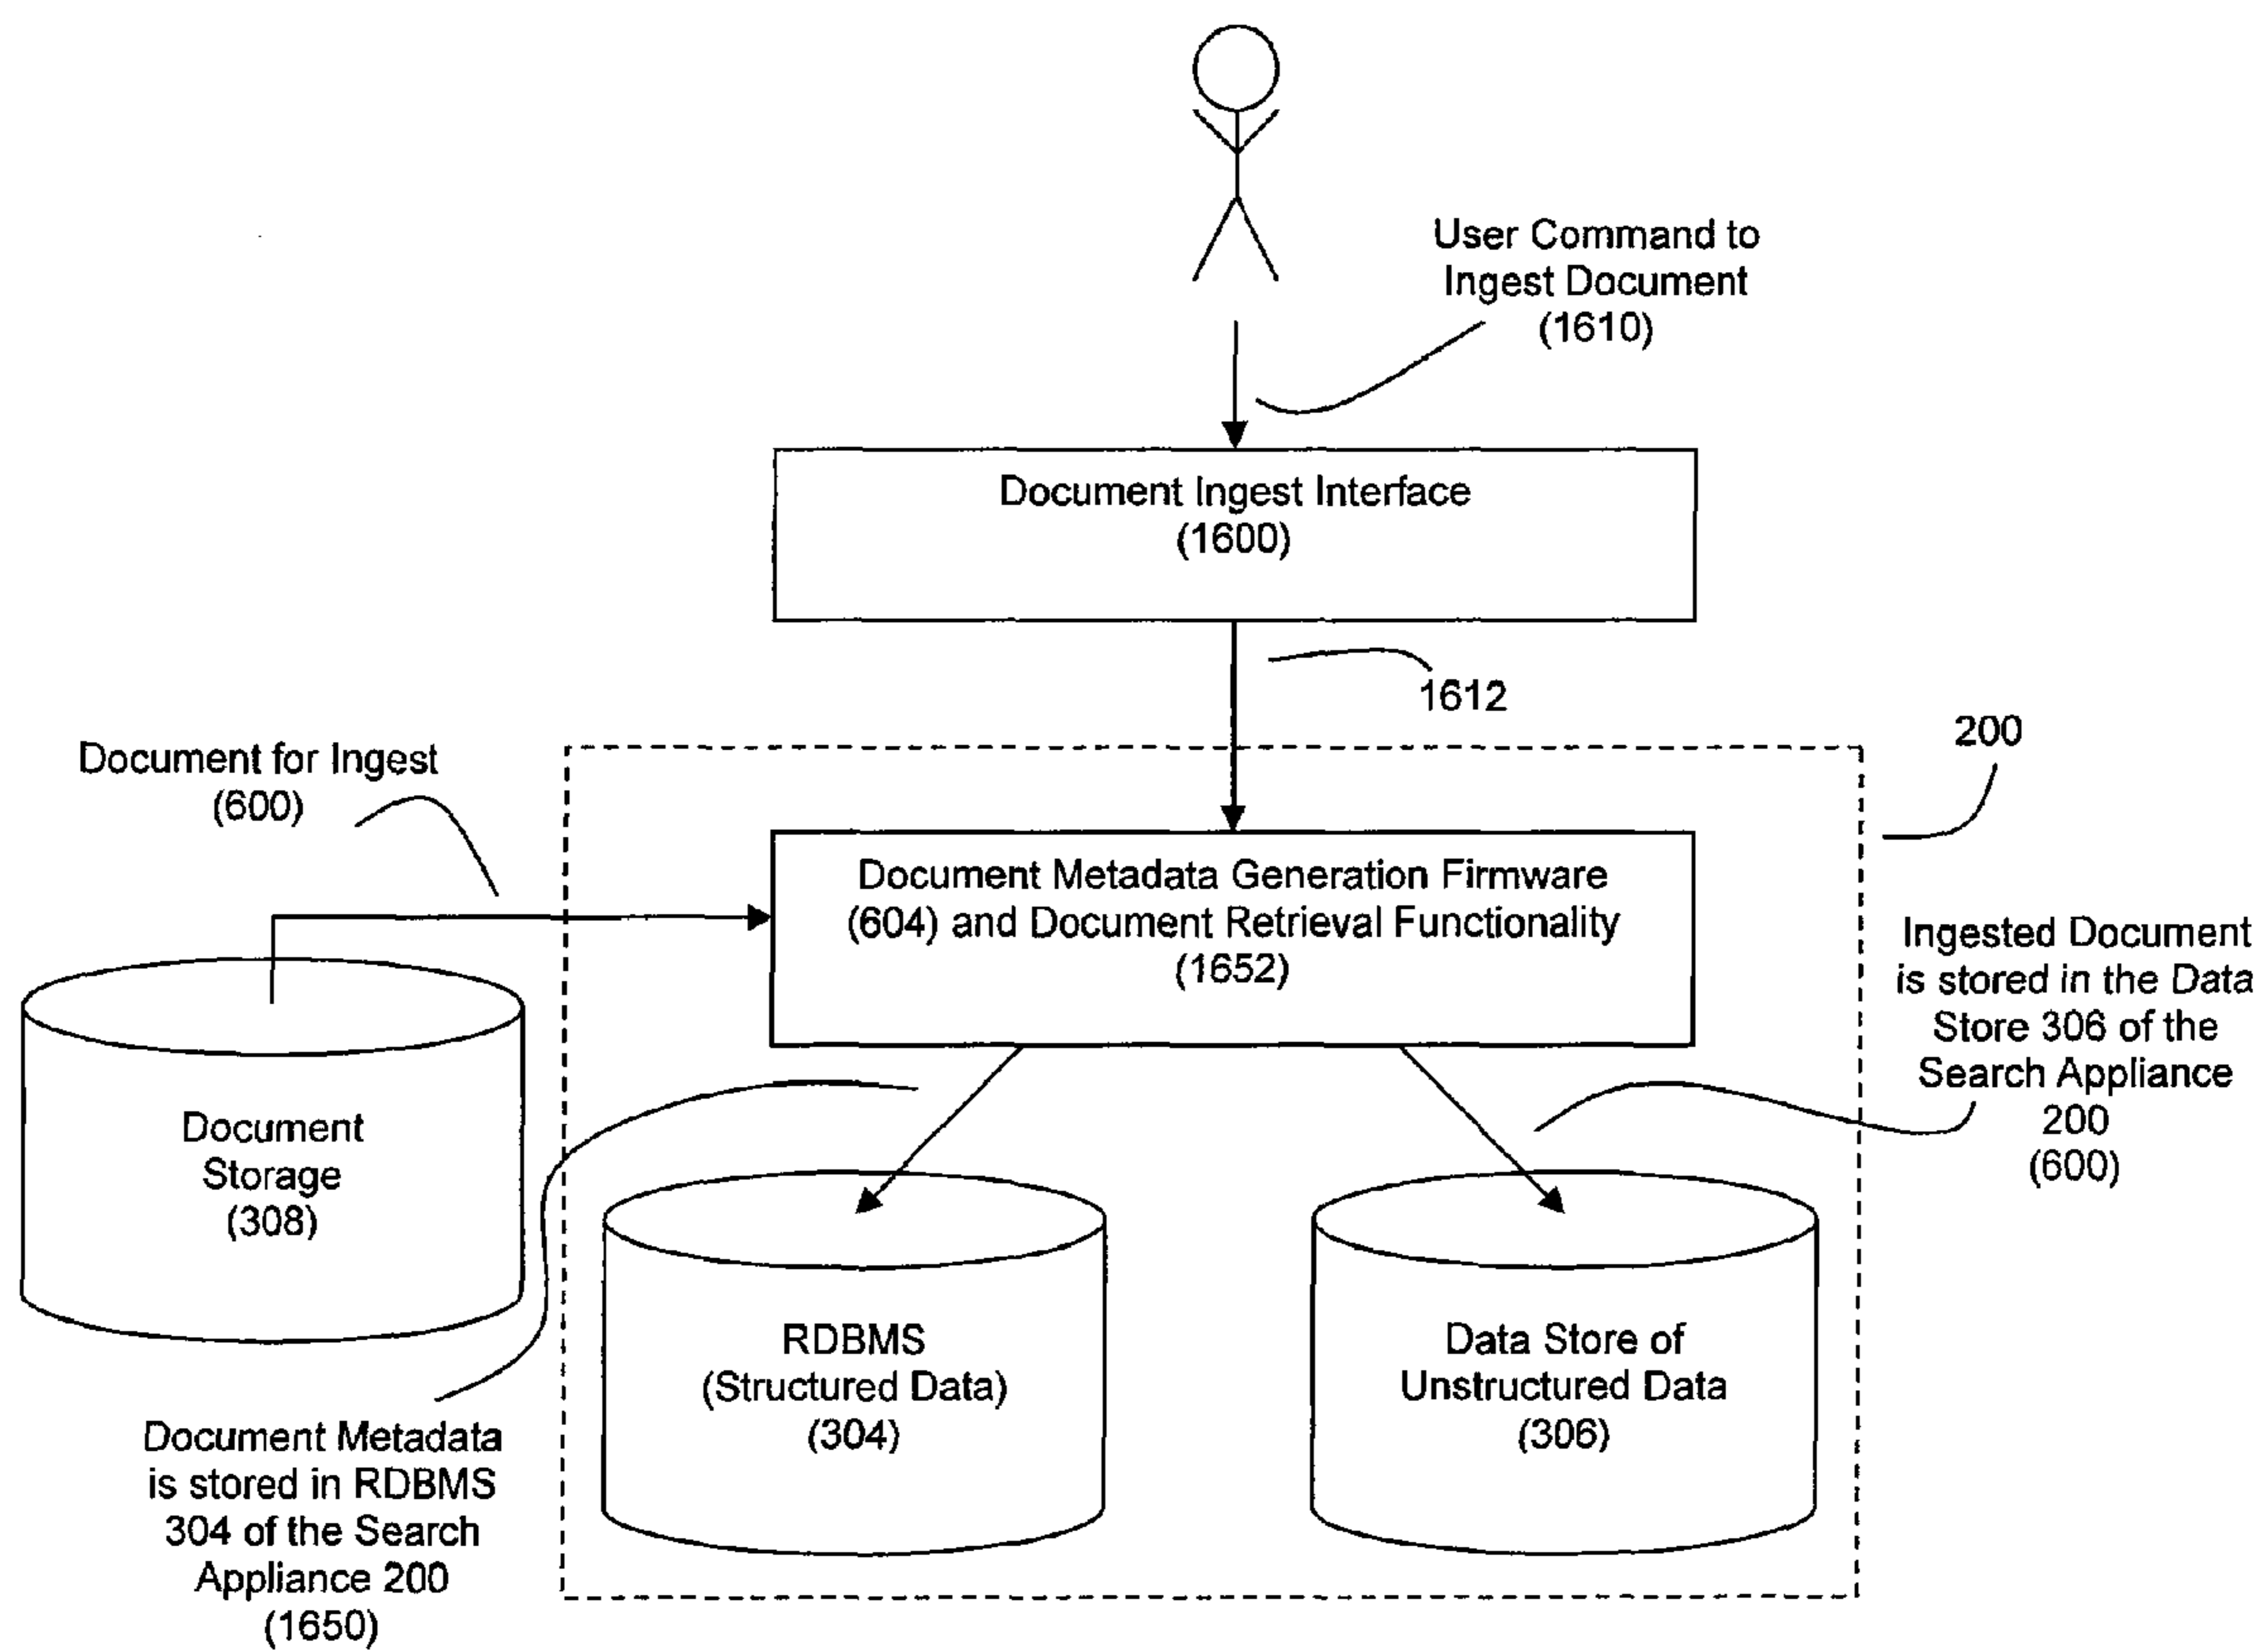 User Command to
Ingest Document
(1610)
Document Ingest Interface
(1600)
1612
200
Document for Ingest
(600)
Document Metadata Generation Firmware
(604) and Document Retrieval Functionality
(1652)
Ingested Document
is stored in the Data
Store 306 of the
Search Appliance
200
(600)
Document
Storage
(308)
RDBMS
(Structured Data)
(304)
Data Store of
Unstructured Data
(306)
Document Metadata
is stored in RDBMS
304 of the Search
Appliance 200
(1650)